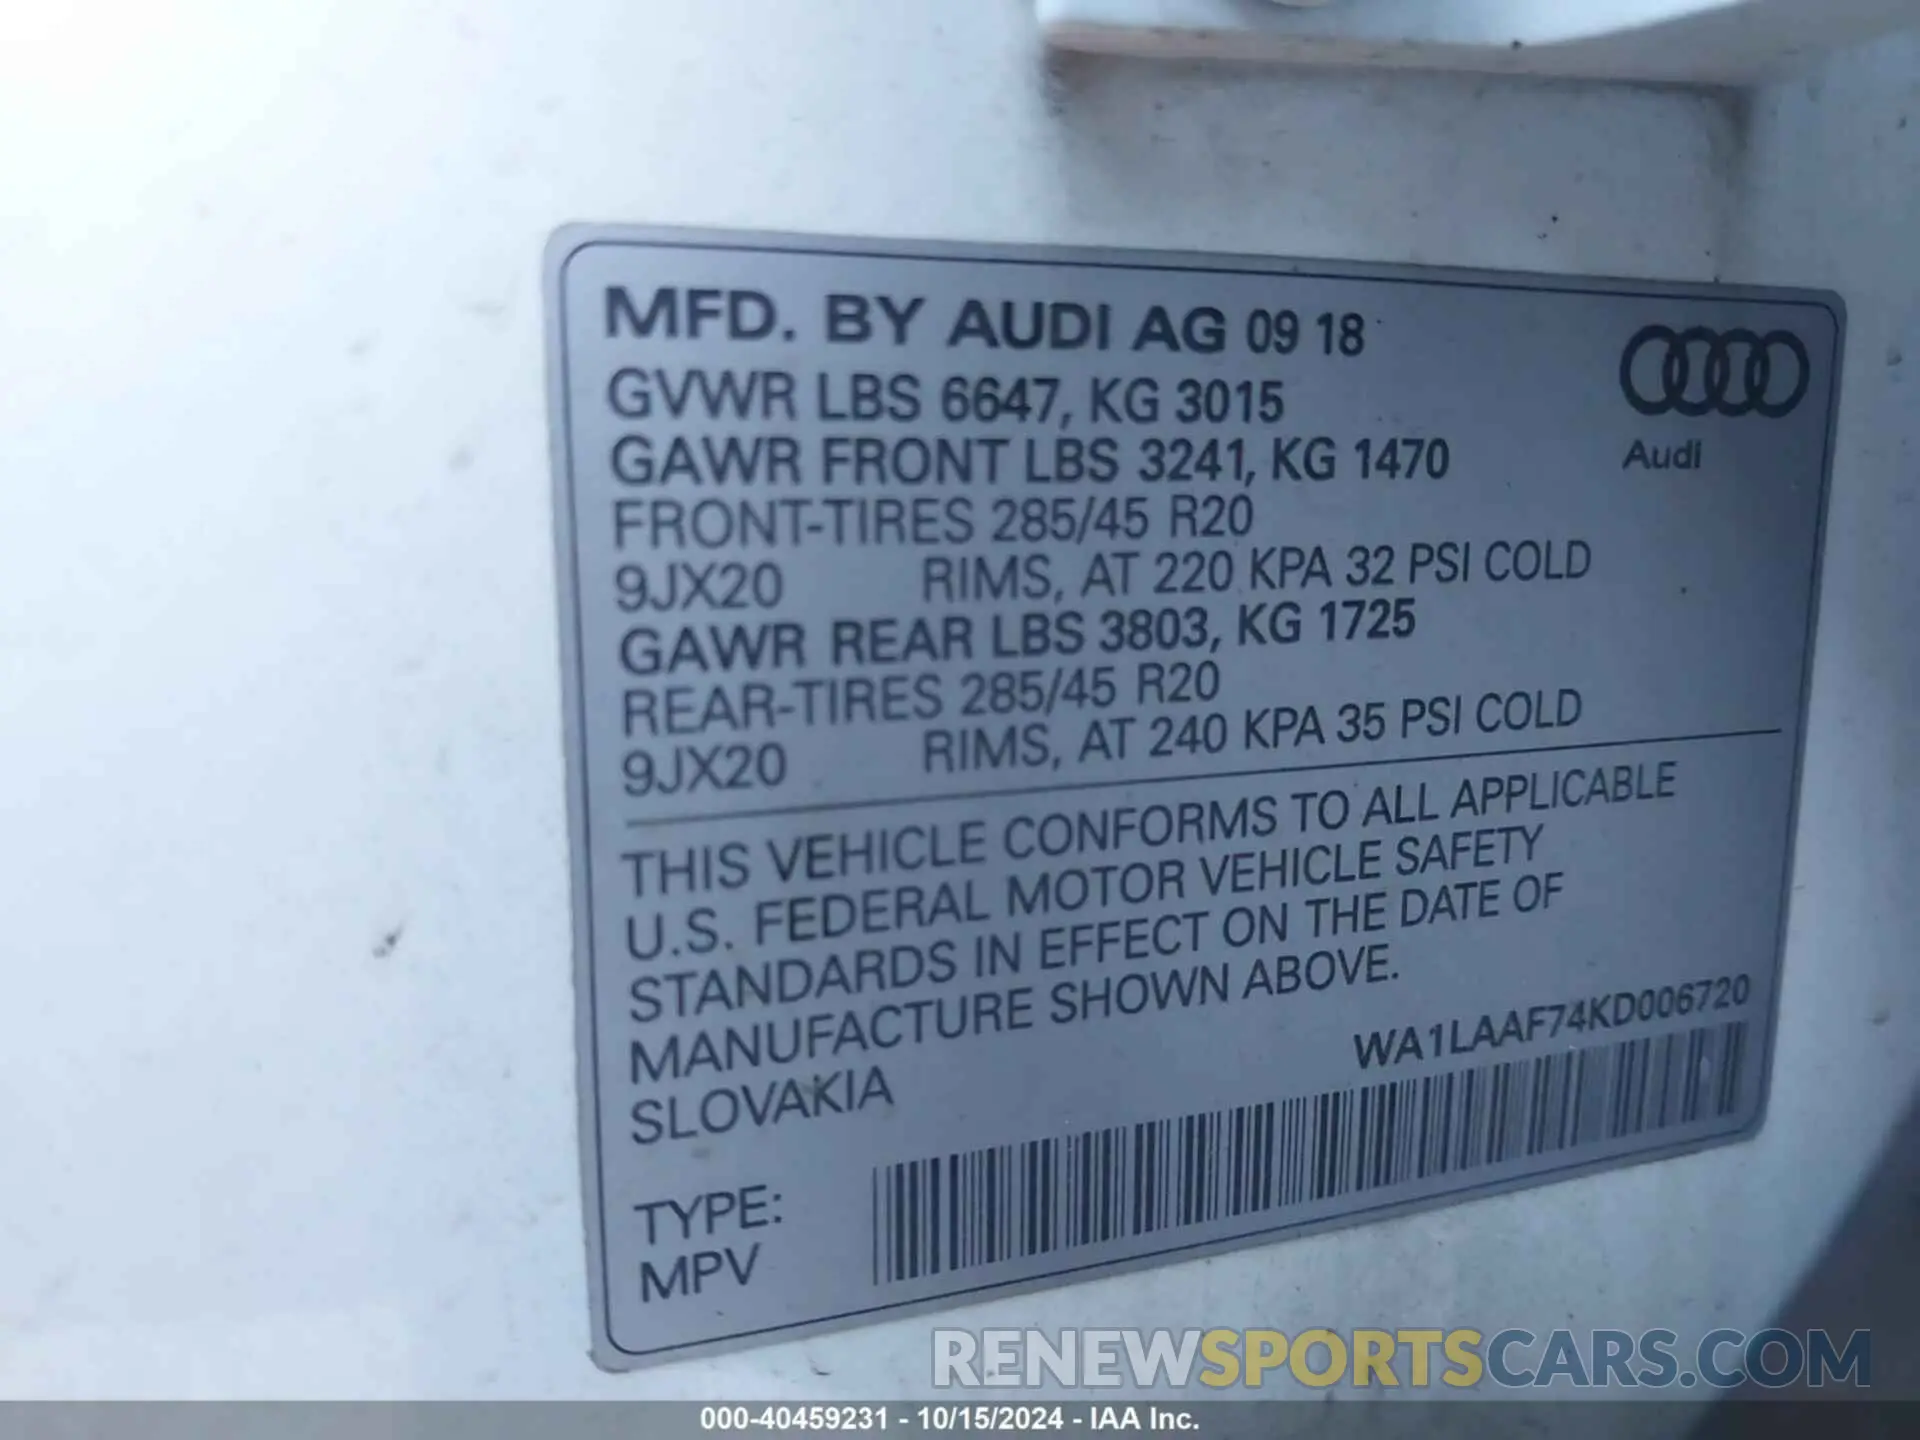 MFD. BY AUDI AG 09 18
GVWR LBS 6647, KG 3015
GAWR FRONT LBS 3241, KG 1470
Audi
FRONT-TIRES 285/45 R20
9JX20 RIMS, AT 220 KPA 32 PSI COLD
GAWR REAR LBS 3803, KG 1725
REAR-TIRES 285/45 R20
9JX20 RIMS, AT 240 KPA 35 PSI COLD
THIS VEHICLE CONFORMS TO ALL APPLICABLE
U.S. FEDERAL MOTOR VEHICLE SAFETY
STANDARDS IN EFFECT ON THE DATE OF
MANUFACTURE SHOWN ABOVE.
SLOVAKIA
WA1LAAF74KD006720
TYPE:
MPV
RENEWSPORTSCARS.COM
000-40459231 - 10/15/2024 - IAA Inc.